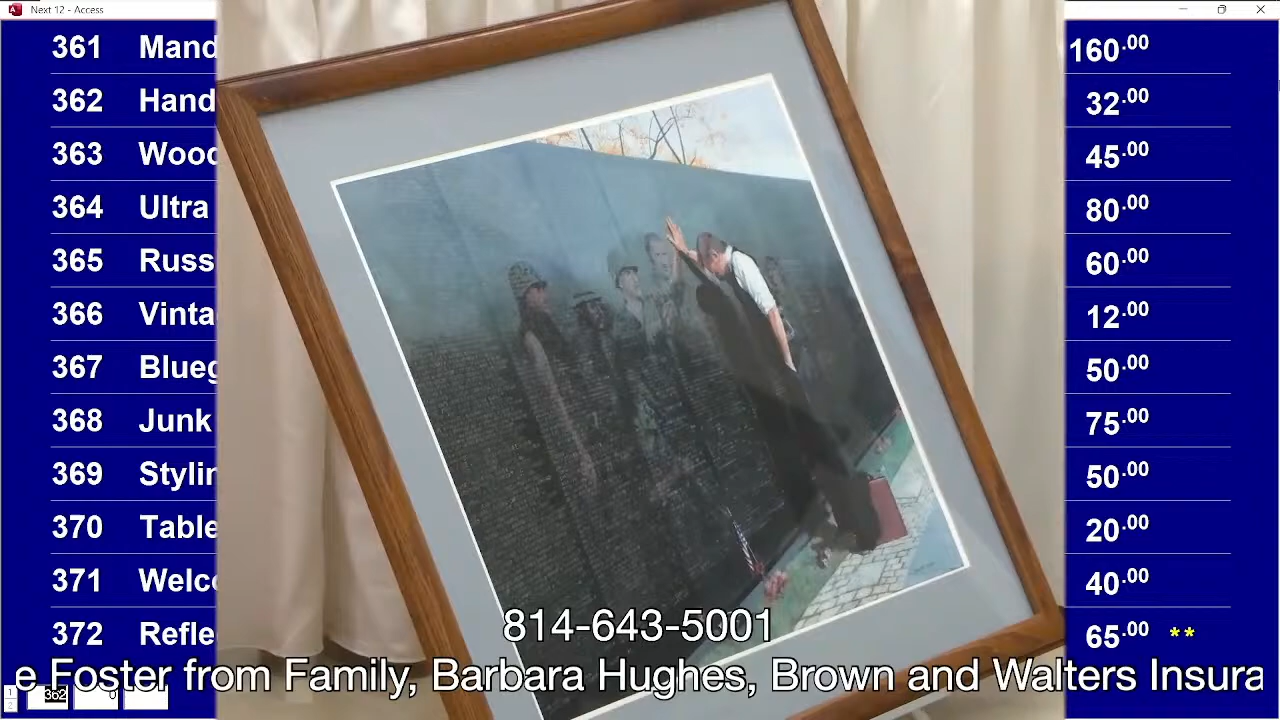 Next 12 - Access
361 Mand 160.00
362 Hand 32.00
363 Wood 45.00
364 Ultra 80.00
365 Russ 60.00
366 Vinta 12.00
367 Blueg 50.00
368 Junk 75.00
369 Stylin 50.00
370 Table 20.00
371 Welco 40.00
372 Refle 65.00 **
814-643-5001
e Foster from Family, Barbara Hughes, Brown and Walters Insura
362